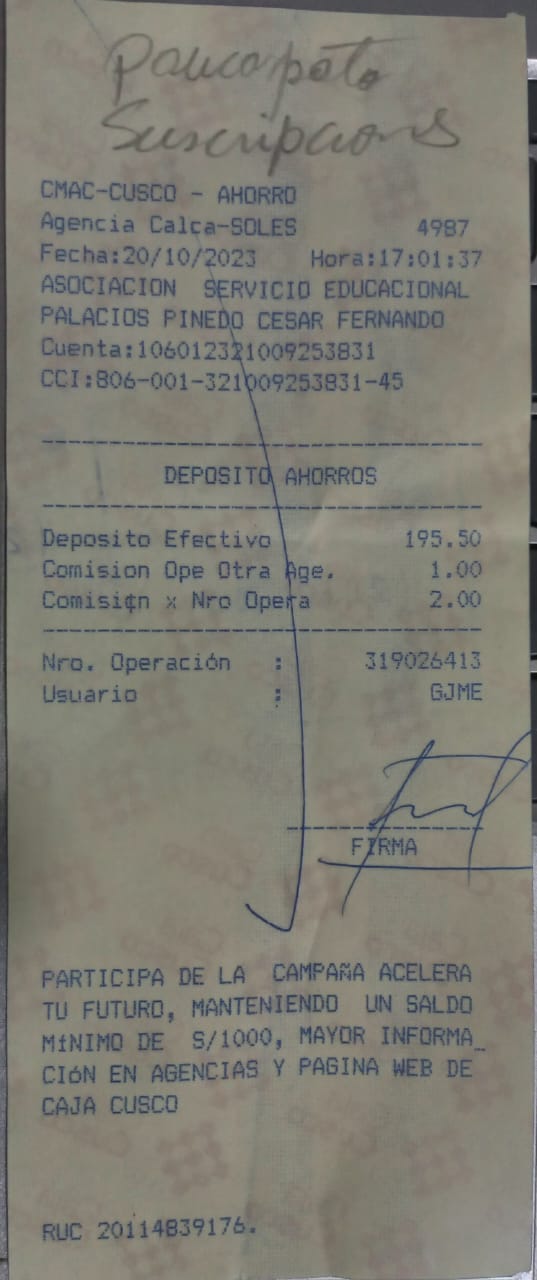 Paucapata
Suscripcions
CMAC-CUSCO - AHORRO
Agencia Calca-SOLES 4987
Fecha:20/10/2023 Hora:17:01:37
ASOCIACION SERVICIO EDUCACIONAL
PALACIOS PINEDO CESAR FERNANDO
Cuenta:106012321009253831
CCI:806-001-321009253831-45
DEPOSITO AHORROS
Deposito Efectivo 195.50
Comision Ope Otra Age. 1.00
Comisión x Nro Opera 2.00
Nro. Operación : 319026413
Usuario : GJME
FIRMA
PARTICIPA DE LA CAMPAÑA ACELERA
TU FUTURO, MANTENIENDO UN SALDO
MíNIMO DE S/1000, MAYOR INFORMA_
CIóN EN AGENCIAS Y PAGINA WEB DE
CAJA CUSCO
RUC 20114839176.